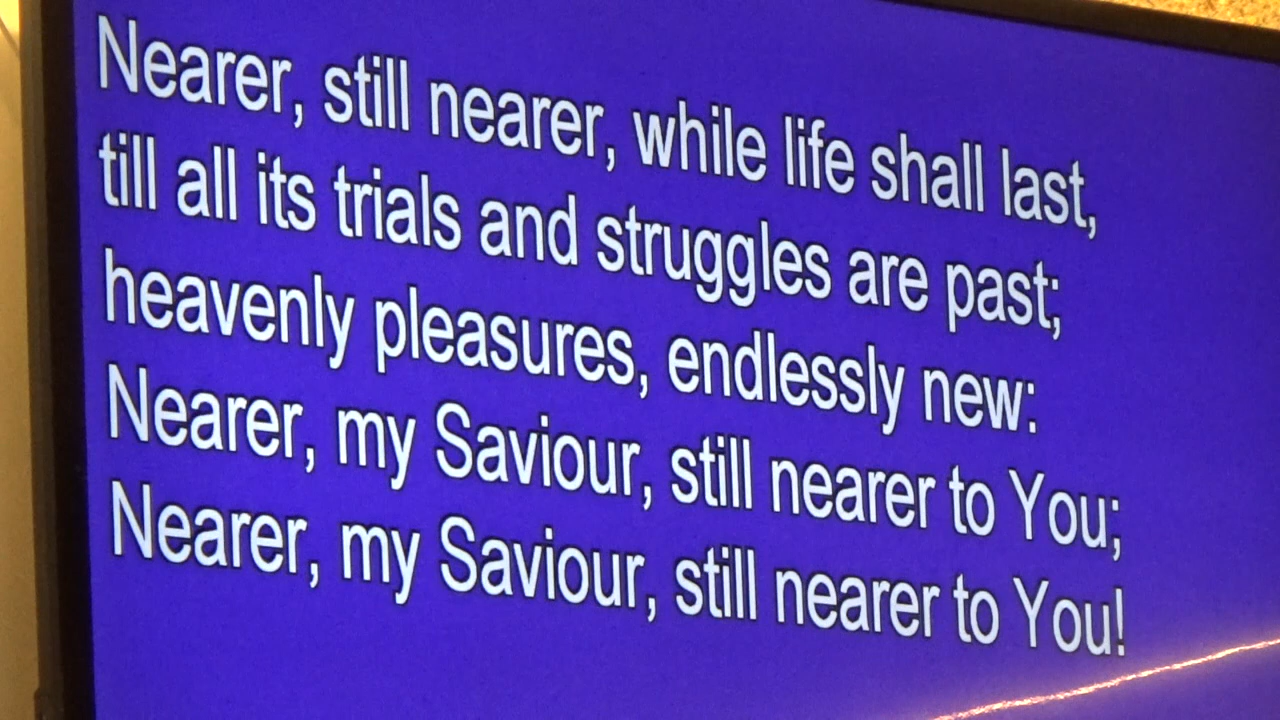 Nearer, still nearer, while life shall last,
till all its trials and struggles are past;
heavenly pleasures, endlessly new:
Nearer, my Saviour, still nearer to You;
Nearer, my Saviour, still nearer to You!